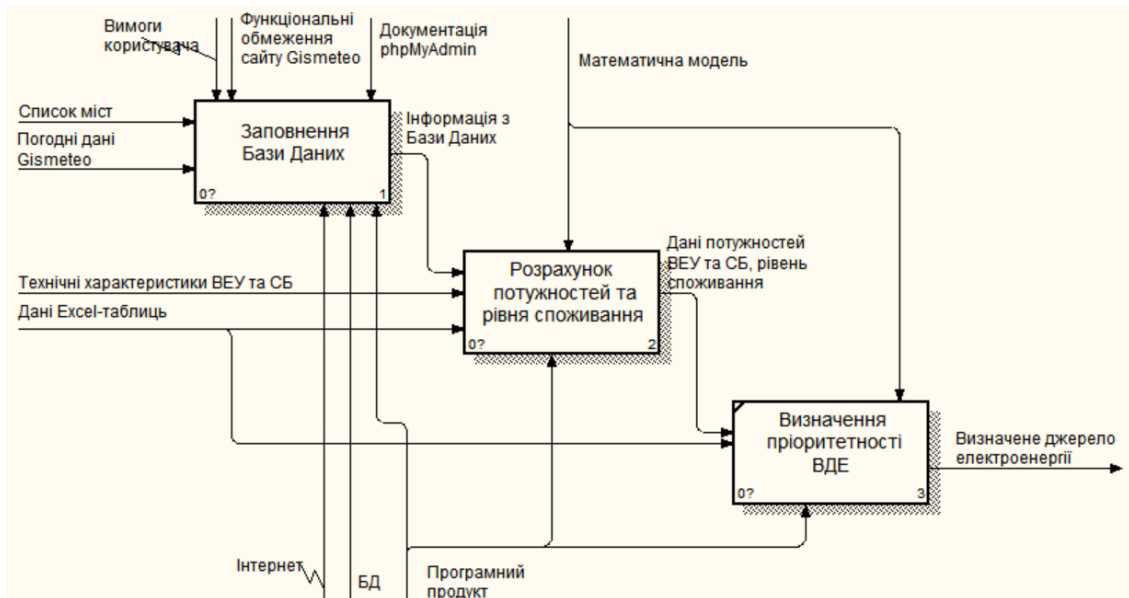 Вимоги
користувача
Функціональні
обмеження
сайту Gismeteo
Документація
phpMyAdmin
Математична модель
Список міст
Погодні дані
Gismeteo
Заповнення
Бази Даних
0?
1
Інформація з
Бази Даних
Технічні характеристики ВЕУ та СБ
Дані Excel-таблиць
Розрахунок
потужностей та
рівня споживання
0?
2
Дані потужностей
ВЕУ та СБ, рівень
споживання
Визначення
пріоритетності
ВДЕ
0?
3
Визначене джерело
електроенергії
Інтернет
БД
Програмний
продукт